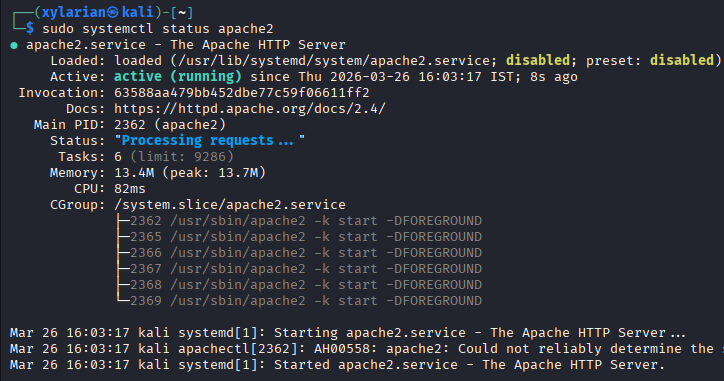 ┌──(xylarian㉿kali)-[~]
└─$ sudo systemctl status apache2
● apache2.service - The Apache HTTP Server
Loaded: loaded (/usr/lib/systemd/system/apache2.service; disabled; preset: disabled)
Active: active (running) since Thu 2026-03-26 16:03:17 IST; 8s ago
Invocation: 63588aa479bb452dbe77c59f06611ff2
Docs: https://httpd.apache.org/docs/2.4/
Main PID: 2362 (apache2)
Status: "Processing requests..."
Tasks: 6 (limit: 9286)
Memory: 13.4M (peak: 13.7M)
CPU: 82ms
CGroup: /system.slice/apache2.service
├─2362 /usr/sbin/apache2 -k start -DFOREGROUND
├─2365 /usr/sbin/apache2 -k start -DFOREGROUND
├─2366 /usr/sbin/apache2 -k start -DFOREGROUND
├─2367 /usr/sbin/apache2 -k start -DFOREGROUND
├─2368 /usr/sbin/apache2 -k start -DFOREGROUND
└─2369 /usr/sbin/apache2 -k start -DFOREGROUND
Mar 26 16:03:17 kali systemd[1]: Starting apache2.service - The Apache HTTP Server...
Mar 26 16:03:17 kali apachectl[2362]: AH00558: apache2: Could not reliably determine the
Mar 26 16:03:17 kali systemd[1]: Started apache2.service - The Apache HTTP Server.